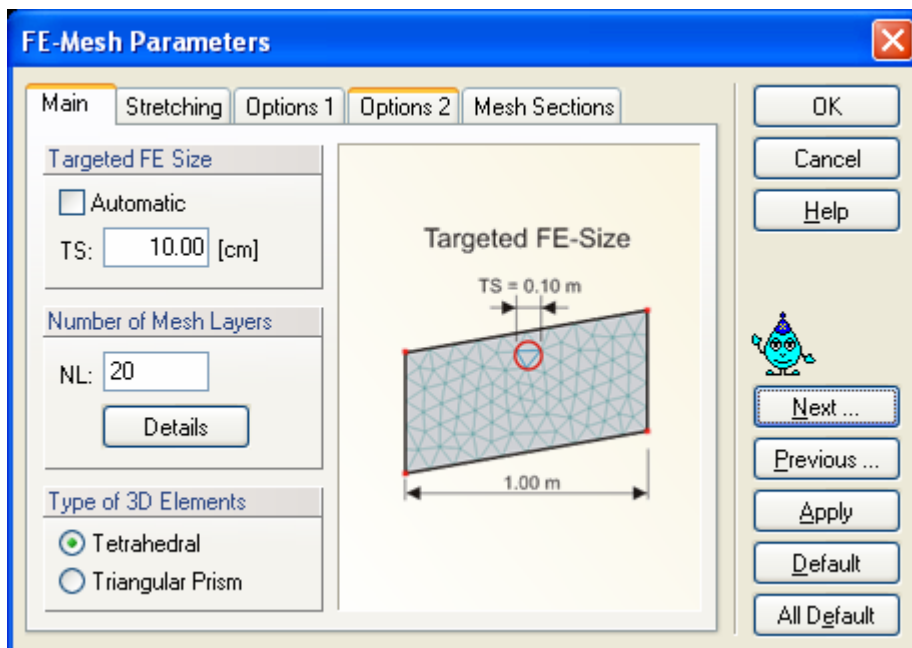 FE-Mesh Parameters
Main Stretching Options 1 Options 2 Mesh Sections
Targeted FE Size
Automatic
TS: 10.00 [cm]
Number of Mesh Layers
NL: 20
Details
Type of 3D Elements
Tetrahedral
Triangular Prism
Targeted FE-Size
TS = 0.10 m
1.00 m
OK
Cancel
Help
Next ...
Previous ...
Apply
Default
All Default